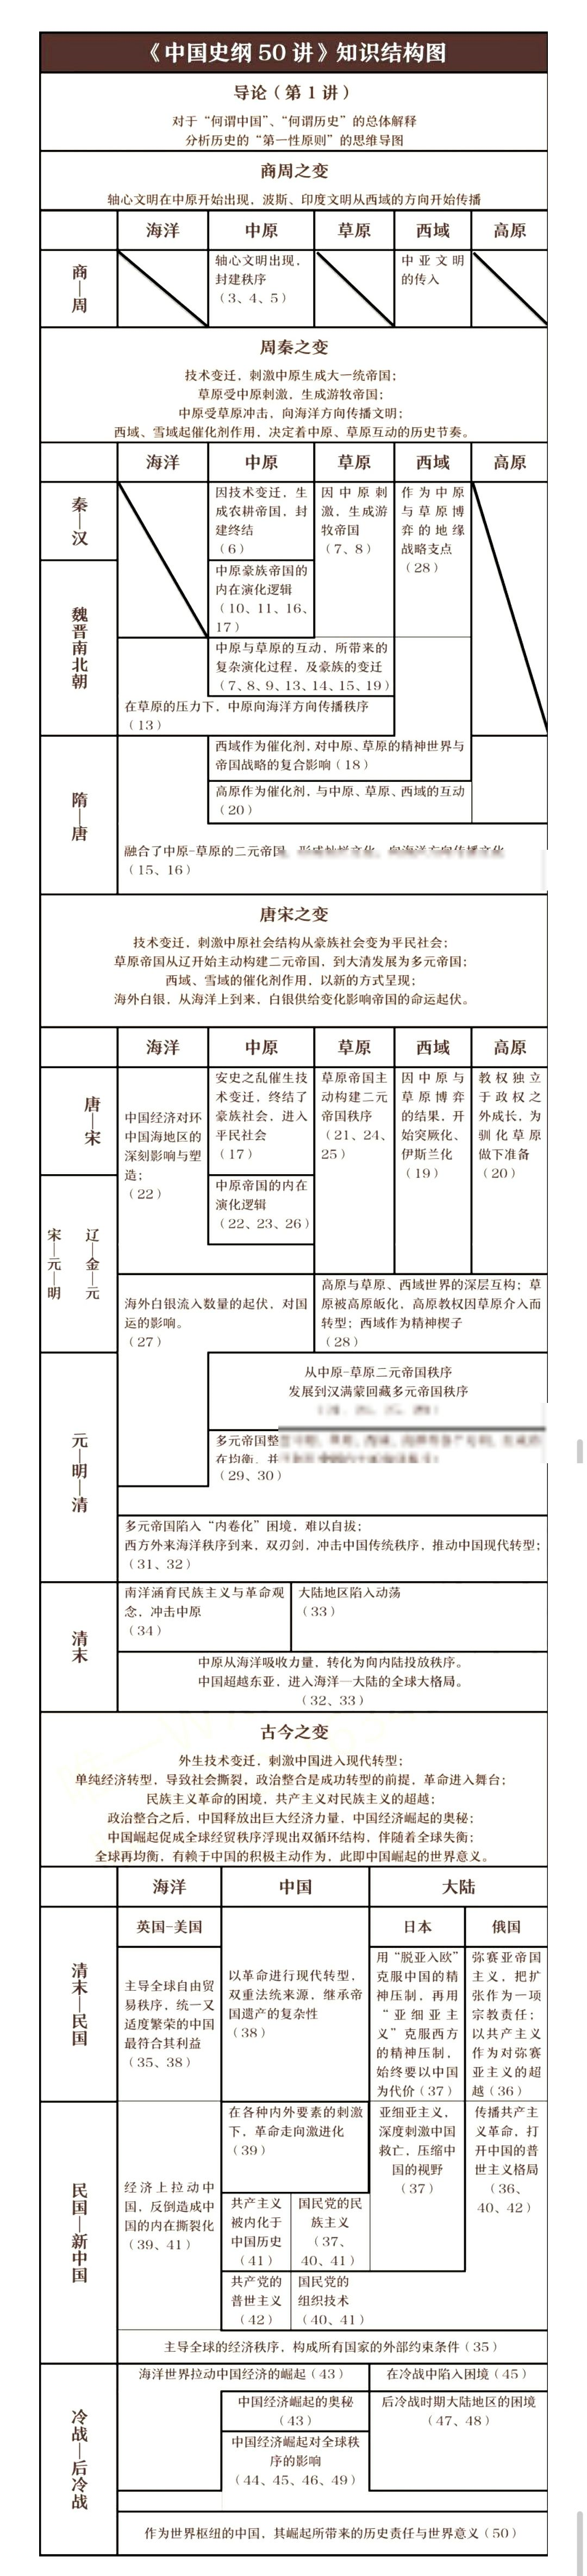 《中国史纲50讲》知识结构图
导论（第1讲）
对于“何谓中国”、“何谓历史”的总体解释
分析历史的“第一性原则”的思维导图
商周之变
轴心文明在中原开始出现，波斯、印度文明从西域的方向开始传播
海洋 中原 草原 西域 高原
商—周
轴心文明出现，
封建秩序
（3、4、5）
中亚文明
的传入
周秦之变
技术变迁，刺激中原生成大一统帝国；
草原受中原刺激，生成游牧帝国；
中原受草原冲击，向海洋方向传播文明；
西域、雪域起催化剂作用，决定着中原、草原互动的历史节奏。
海洋 中原 草原 西域 高原
秦—汉
因技术变迁，生
成农耕帝国，封
建终结
（6）
因中原刺
激，生成游
牧帝国
（7、8）
作为中原
与草原博
弈的地缘
战略支点
（28）
魏晋南北朝
中原豪族帝国的
内在演化逻辑
（10、11、16、
17）
中原与草原的互动，所带来的
复杂演化过程，及豪族的变迁
（7、8、9、13、14、15、19）
在草原的压力下，中原向海洋方向传播秩序
（13）
隋—唐
西域作为催化剂，对中原、草原的精神世界与
帝国战略的复合影响（18）
高原作为催化剂，与中原、草原、西域的互动
（20）
融合了中原-草原的二元帝国
（15、16）
唐宋之变
技术变迁，刺激中原社会结构从豪族社会变为平民社会；
草原帝国从辽开始主动构建二元帝国，到大清发展为多元帝国；
西域、雪域的催化剂作用，以新的方式呈现；
海外白银，从海洋上到来，白银供给变化影响帝国的命运起伏。
海洋 中原 草原 西域 高原
唐—宋
中国经济对环
中国海地区的
深刻影响与塑
造；
（22）
安史之乱催生技
术变迁，终结了
豪族社会，进入
平民社会
（17）
草原帝国主
动构建二元
帝国秩序
（21、24、
25）
因中原与
草原博弈
的结果，开
始突厥化、
伊斯兰化
（19）
教权独立
于政权之
外成长，为
驯化草原
做下准备
（20）
宋—元—明
辽—金—元
中原帝国的内在
演化逻辑
（22、23、26）
海外白银流入数量的起伏，对国
运的影响。
（27）
高原与草原、西域世界的深层互构；草
原被高原皈化，高原教权因草原介入而
转型；西域作为精神楔子
（28）
元—明—清
从中原-草原二元帝国秩序
发展到汉满蒙回藏多元帝国秩序
多元帝国整
在均衡，并
（29、30）
多元帝国陷入“内卷化”困境，难以自拔；
西方外来海洋秩序到来，双刃剑，冲击中国传统秩序，推动中国现代转型；
（31、32）
清末
南洋涵育民族主义与革命观
念，冲击中原
（34）
大陆地区陷入动荡
（33）
中原从海洋吸收力量，转化为向内陆投放秩序。
中国超越东亚，进入海洋—大陆的全球大格局。
（32、33）
古今之变
外生技术变迁，刺激中国进入现代转型；
单纯经济转型，导致社会撕裂，政治整合是成功转型的前提，革命进入舞台；
民族主义革命的困境，共产主义对民族主义的超越；
政治整合之后，中国释放出巨大经济力量，中国经济崛起的奥秘；
中国崛起促成全球经贸秩序浮现出双循环结构，伴随着全球失衡；
全球再均衡，有赖于中国的积极主动作为，此即中国崛起的世界意义。
海洋 中国 大陆
清末—民国
英国-美国
主导全球自由贸
易秩序，统一又
适度繁荣的中国
最符合其利益
（35、38）
以革命进行现代转型，
双重法统来源，继承帝
国遗产的复杂性
（38）
日本
用“脱亚入欧”
克服中国的精
神压制，再用
“亚细亚主
义”克服西方
的精神压制，
始终要以中国
为代价（37）
俄国
弥赛亚帝国
主义，把扩
张作为一项
宗教责任；
以共产主义
作为对弥赛
亚主义的超
越（36）
民国—新中国
经济上拉动中
国，反倒造成中
国的内在撕裂化
（39、41）
在各种内外要素的刺激
下，革命走向激进化
（39）
亚细亚主义，
深度刺激中国
救亡，压缩中
国的视野
（37）
传播共产主
义革命，打
开中国的普
世主义格局
（36、
40、42）
共产主义
被内化于
中国历史
（41）
国民党的民
族主义
（37、
40、41）
共产党的
普世主义
（42）
国民党的
组织技术
（40、41）
主导全球的经济秩序，构成所有国家的外部约束条件（35）
冷战—后冷战
海洋世界拉动中国经济的崛起（43）
在冷战中陷入困境（45）
中国经济崛起的奥秘
（43）
后冷战时期大陆地区的困境
（47、48）
中国经济崛起对全球秩
序的影响
（44、45、46、49）
作为世界枢纽的中国，其崛起所带来的历史责任与世界意义（50）